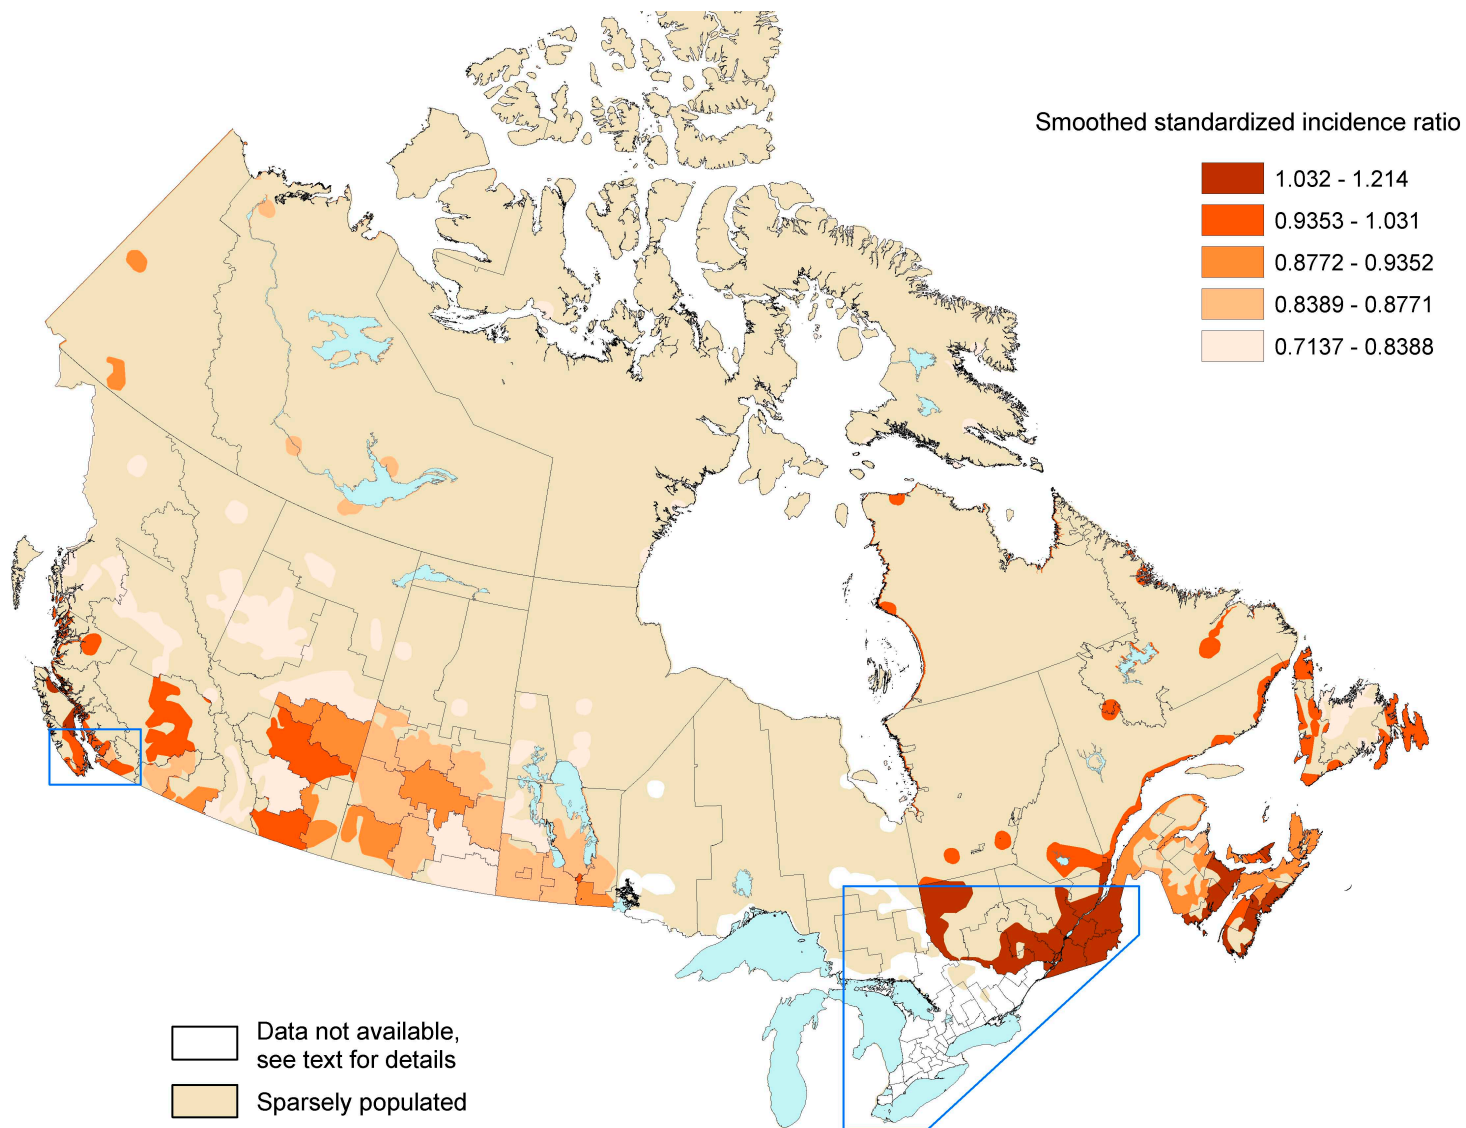 Smoothed standardized incidence ratio
1.032 - 1.214
0.9353 - 1.031
0.8772 - 0.9352
0.8389 - 0.8771
0.7137 - 0.8388
Data not available,
see text for details
Sparsely populated